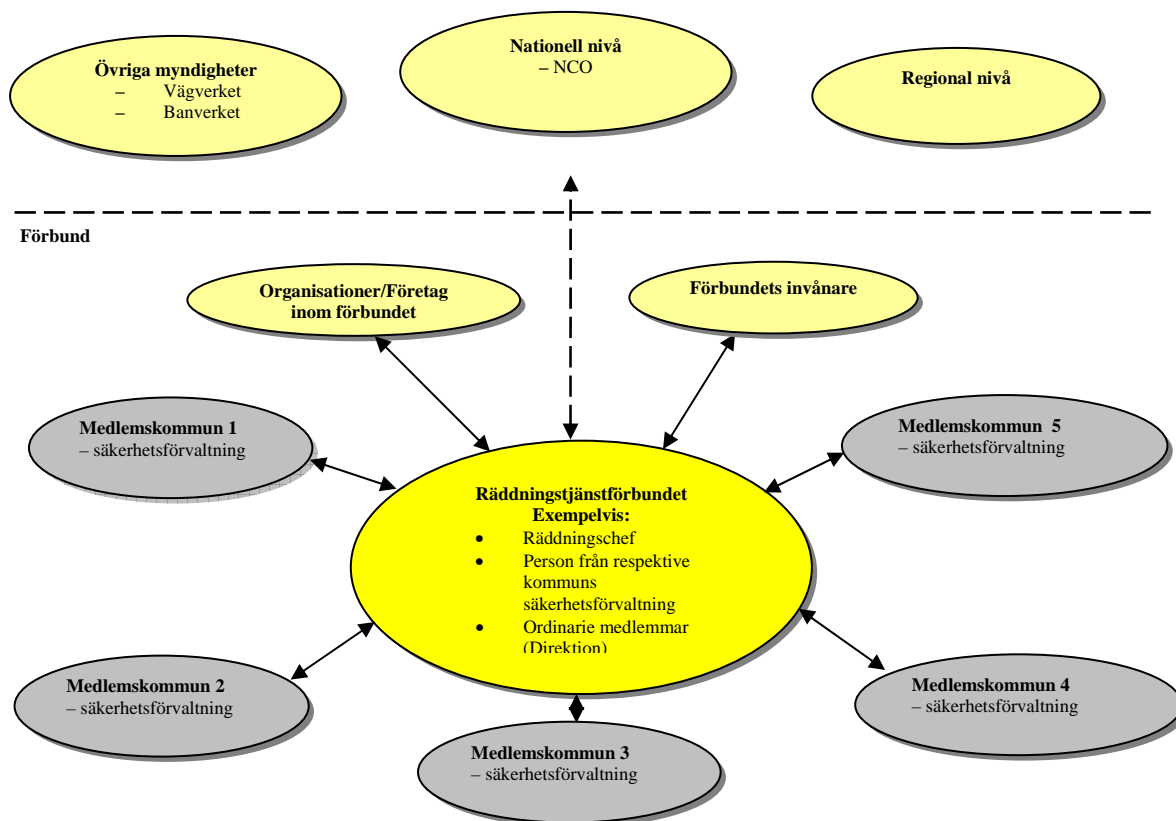 Övriga myndigheter
– Vägverket
– Banverket
Nationell nivå
– NCO
Regional nivå
Förbund
Organisationer/Företag
inom förbundet
Förbundets invånare
Medlemskommun 1
– säkerhetsförvaltning
Medlemskommun 5
– säkerhetsförvaltning
Räddningstjänstförbundet
Exempelvis:
• Räddningschef
• Person från respektive
kommuns
säkerhetsförvaltning
• Ordinarie medlemmar
(Direktion)
Medlemskommun 2
– säkerhetsförvaltning
Medlemskommun 4
– säkerhetsförvaltning
Medlemskommun 3
– säkerhetsförvaltning